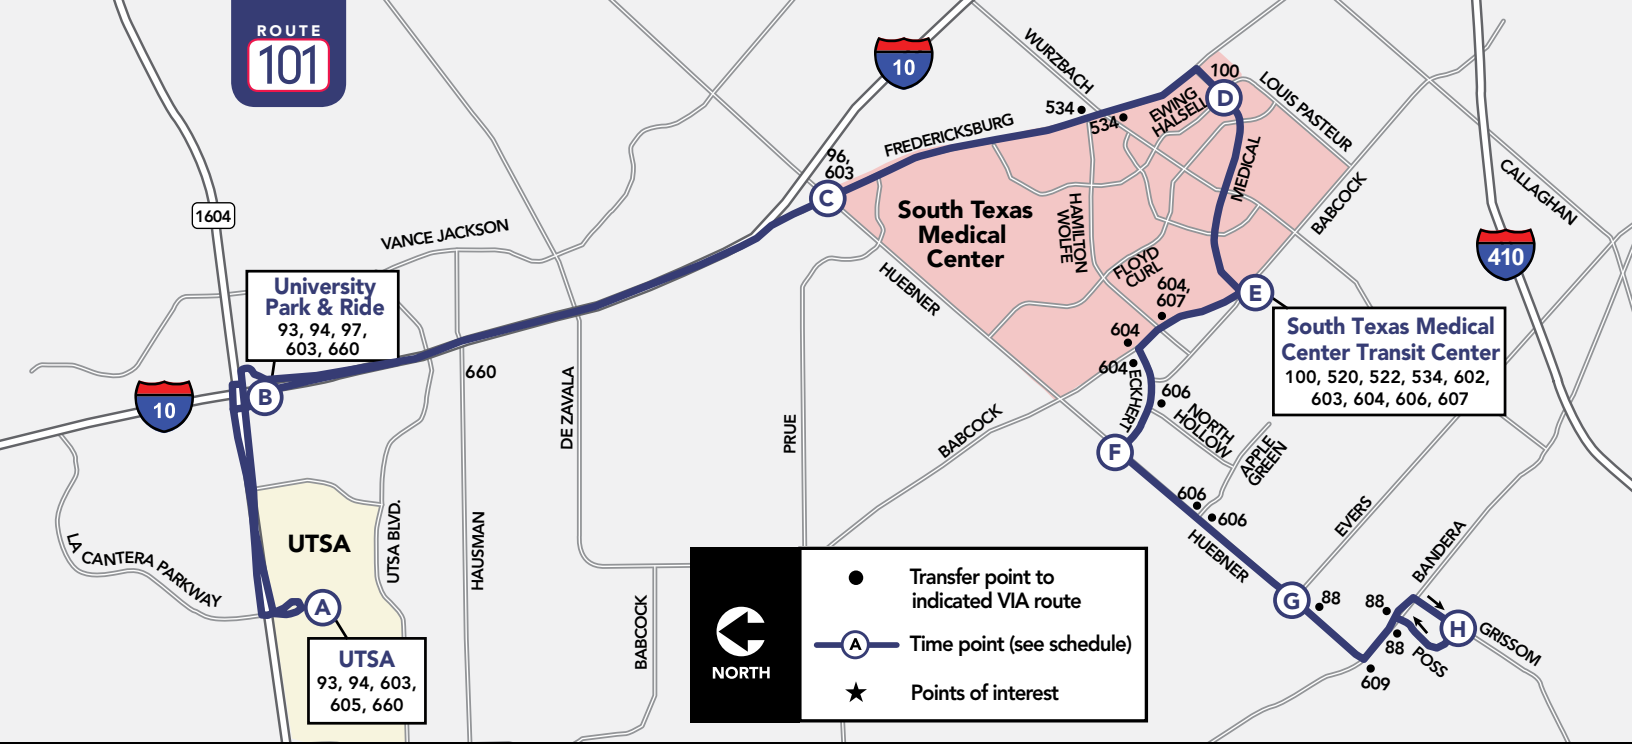 ROUTE
101
10
WURZBACH
100
D
LOUIS PASTEUR
534
534
EWING
HALSELL
FREDERICKSBURG
96,
603
C
MEDICAL
CALLAGHAN
BABCOCK
1604
VANCE JACKSON
South Texas
Medical
Center
HAMILTON
WOLFE
FLOYD
CURL
410
HUEBNER
604,
607
E
University
Park & Ride
93, 94, 97,
603, 660
604
604
South Texas Medical
Center Transit Center
100, 520, 522, 534, 602,
603, 604, 606, 607
660
10
B
DE ZAVALA
PRUE
ECKHERT
606
NORTH
HOLLOW
BABCOCK
F
APPLE
GREEN
606
606
UTSA
UTSA BLVD.
HAUSMAN
LA CANTERA PARKWAY
HUEBNER
EVERS
BANDERA
A
G
88
88
88
H
GRISSOM
POSS
609
BABCOCK
UTSA
93, 94, 603,
605, 660
NORTH
Transfer point to
indicated VIA route
A
Time point (see schedule)
Points of interest